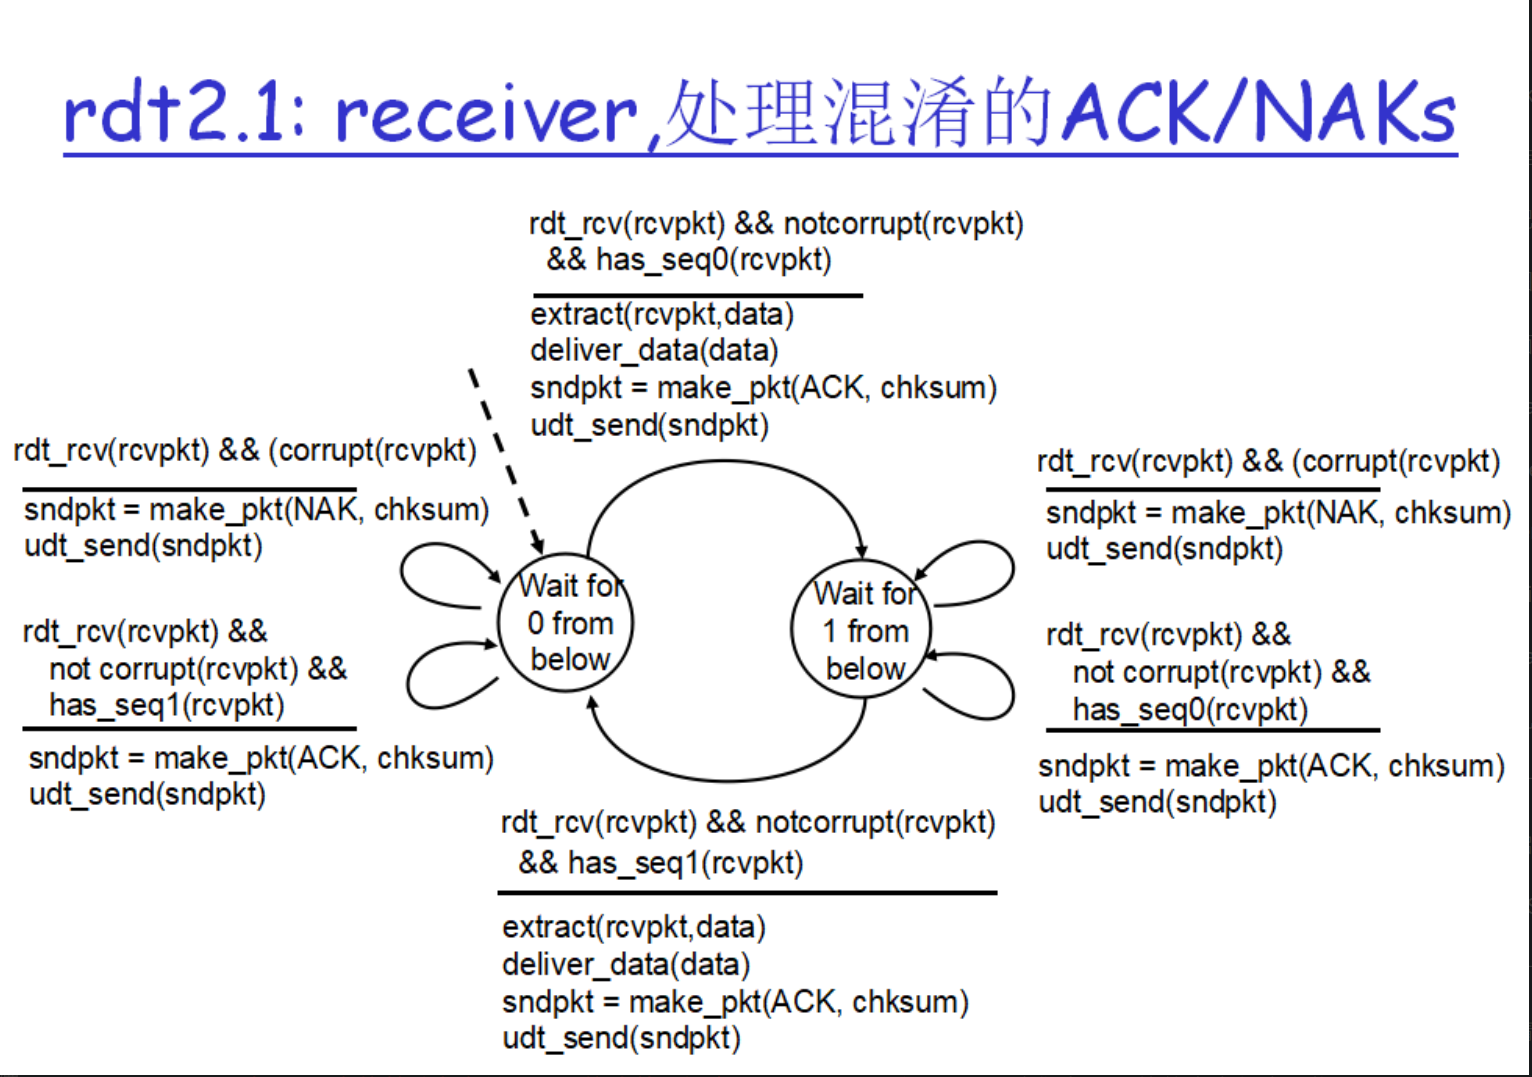 rdt2.1: receiver,处理混淆的ACK/NAKs
rdt_rcv(rcvpkt) && notcorrupt(rcvpkt)
&& has_seq0(rcvpkt)
extract(rcvpkt,data)
deliver_data(data)
sndpkt = make_pkt(ACK, chksum)
udt_send(sndpkt)
rdt_rcv(rcvpkt) && (corrupt(rcvpkt)
sndpkt = make_pkt(NAK, chksum)
udt_send(sndpkt)
rdt_rcv(rcvpkt) &&
not corrupt(rcvpkt) &&
has_seq1(rcvpkt)
sndpkt = make_pkt(ACK, chksum)
udt_send(sndpkt)
Wait for
0 from
below
Wait for
1 from
below
rdt_rcv(rcvpkt) && (corrupt(rcvpkt)
sndpkt = make_pkt(NAK, chksum)
udt_send(sndpkt)
rdt_rcv(rcvpkt) &&
not corrupt(rcvpkt) &&
has_seq0(rcvpkt)
sndpkt = make_pkt(ACK, chksum)
udt_send(sndpkt)
rdt_rcv(rcvpkt) && notcorrupt(rcvpkt)
&& has_seq1(rcvpkt)
extract(rcvpkt,data)
deliver_data(data)
sndpkt = make_pkt(ACK, chksum)
udt_send(sndpkt)